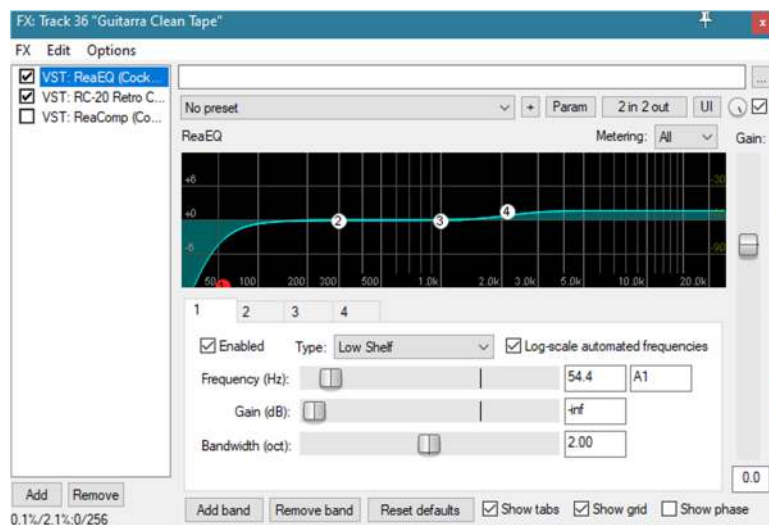 FX: Track 36 "Guitarra Clean Tape"
x
FX Edit Options
VST: ReaEQ (Cock...
VST: RC-20 Retro C...
VST: ReaComp (Co...
...
No preset + Param 2 in 2 out UI
ReaEQ Metering: All Gain:
+6 -30
+0
-6 -90
50 100 200 300 500 1.0k 2.0k 3.0k 5.0k 10.0k 20.0k
1
2
3
4
1 2 3 4
Enabled Type: Low Shelf Log-scale automated frequencies
Frequency (Hz): 54.4 A1
Gain (dB): -inf
Bandwidth (oct): 2.00
0.0
Add Remove
Add band Remove band Reset defaults Show tabs Show grid Show phase
0.1%/2.1%:0/256